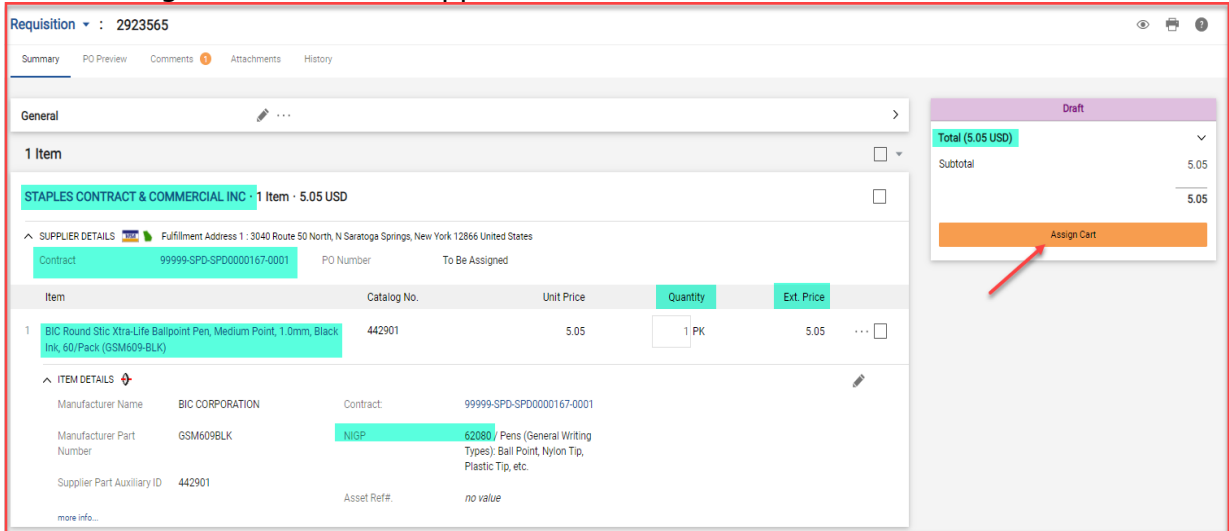 Requisition : 2923565
Summary PO Preview Comments 1 Attachments History
General ...
1 Item
STAPLES CONTRACT & COMMERCIAL INC · 1 Item · 5.05 USD
SUPPLIER DETAILS Fulfillment Address 1 : 3040 Route 50 North, N Saratoga Springs, New York 12866 United States
Contract 99999-SPD-SPD0000167-0001 PO Number To Be Assigned
Item Catalog No. Unit Price Quantity Ext. Price
1 BIC Round Stic Xtra-Life Ballpoint Pen, Medium Point, 1.0mm, Black 442901 5.05 1 PK 5.05 ...
Ink, 60/Pack (GSM609-BLK)
ITEM DETAILS
Manufacturer Name BIC CORPORATION Contract: 99999-SPD-SPD0000167-0001
Manufacturer Part GSM609BLK NIGP 62080 / Pens (General Writing
Number Types): Ball Point, Nylon Tip,
Plastic Tip, etc.
Supplier Part Auxiliary ID 442901
Asset Ref#. no value
more info...
Draft
Total (5.05 USD)
Subtotal 5.05
5.05
Assign Cart